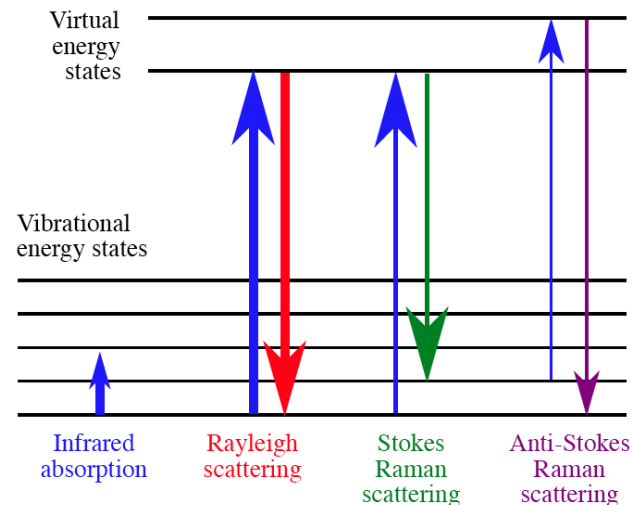 Virtual
energy
states
Vibrational
energy states
Infrared
absorption
Rayleigh
scattering
Stokes
Raman
scattering
Anti-Stokes
Raman
scattering